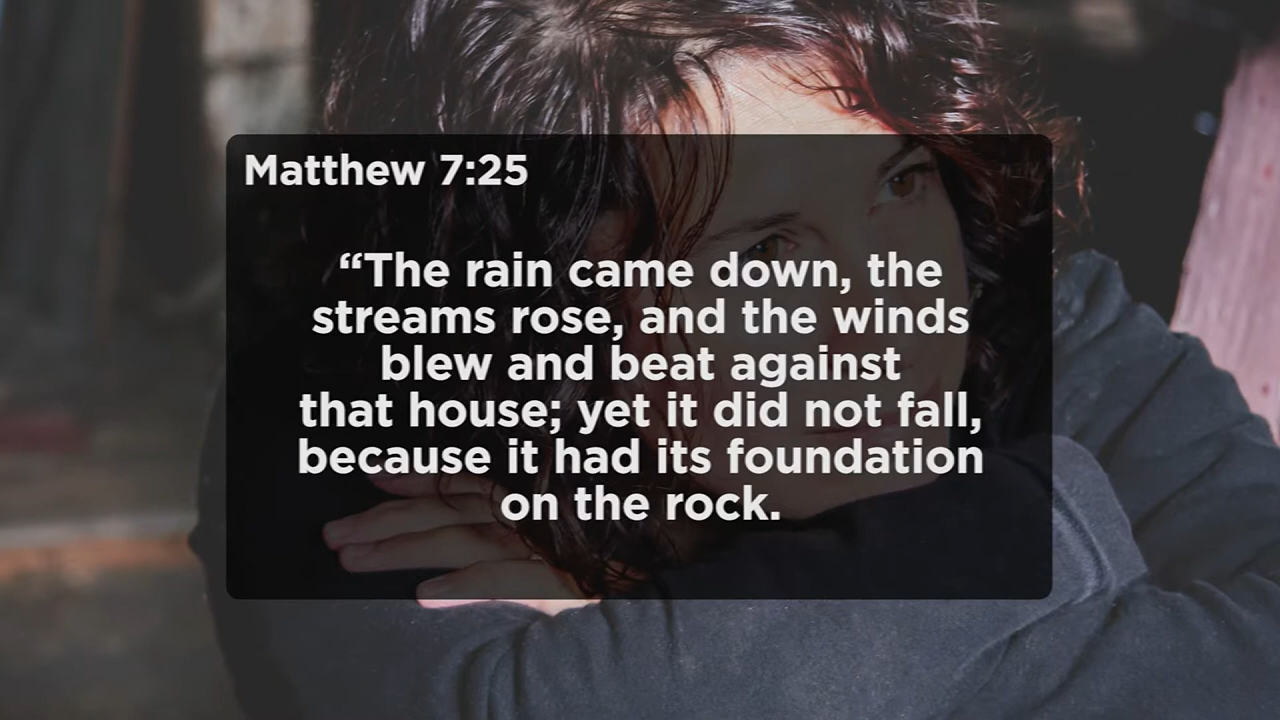 Matthew 7:25
“The rain came down, the
streams rose, and the winds
blew and beat against
that house; yet it did not fall,
because it had its foundation
on the rock.